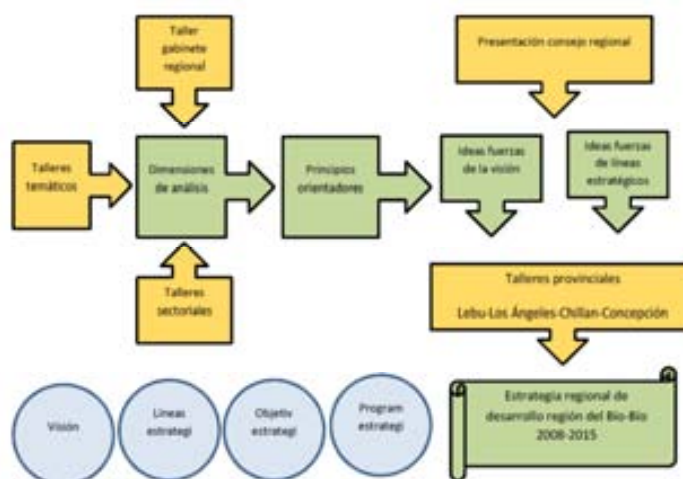 Taller
gabinete
regional
Presentación consejo regional
Talleres
temáticos
Dimensiones
de análisis
Principios
orientadores
Ideas fuerzas
de la visión
Ideas fuerzas
de líneas
estratégicos
Talleres
sectoriales
Talleres provinciales
Lebu-Los Ángeles-Chillan-Concepción
Visión
Líneas
estrategi
Objetiv
estrategi
Program
estrategi
Estrategia regional de
desarrollo región del Bio-Bio
2008-2015